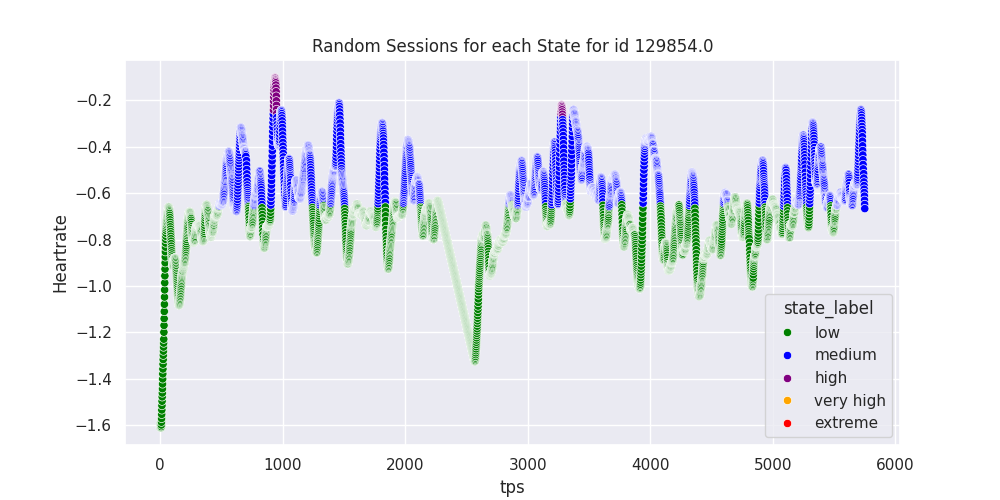 Random Sessions for each State for id 129854.0
Heartrate
−0.2
−0.4
−0.6
−0.8
−1.0
−1.2
−1.4
−1.6
state_label
low
medium
high
very high
extreme
0
1000
2000
3000
4000
5000
6000
tps